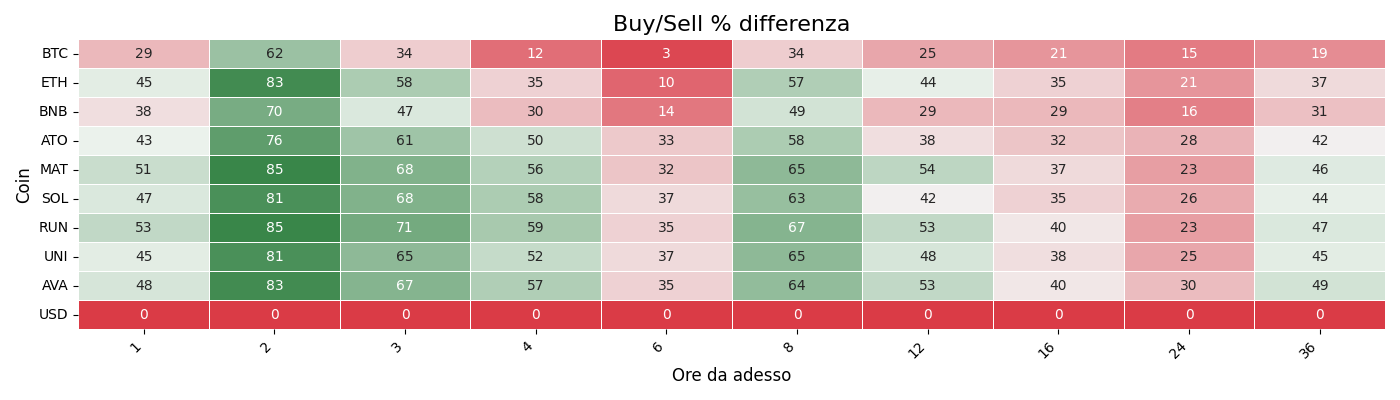 Buy/Sell % differenza
Coin
BTC 29 62 34 12 3 34 25 21 15 19
ETH 45 83 58 35 10 57 44 35 21 37
BNB 38 70 47 30 14 49 29 29 16 31
ATO 43 76 61 50 33 58 38 32 28 42
MAT 51 85 68 56 32 65 54 37 23 46
SOL 47 81 68 58 37 63 42 35 26 44
RUN 53 85 71 59 35 67 53 40 23 47
UNI 45 81 65 52 37 65 48 38 25 45
AVA 48 83 67 57 35 64 53 40 30 49
USD 0 0 0 0 0 0 0 0 0 0
1 2 3 4 6 8 12 16 24 36
Ore da adesso